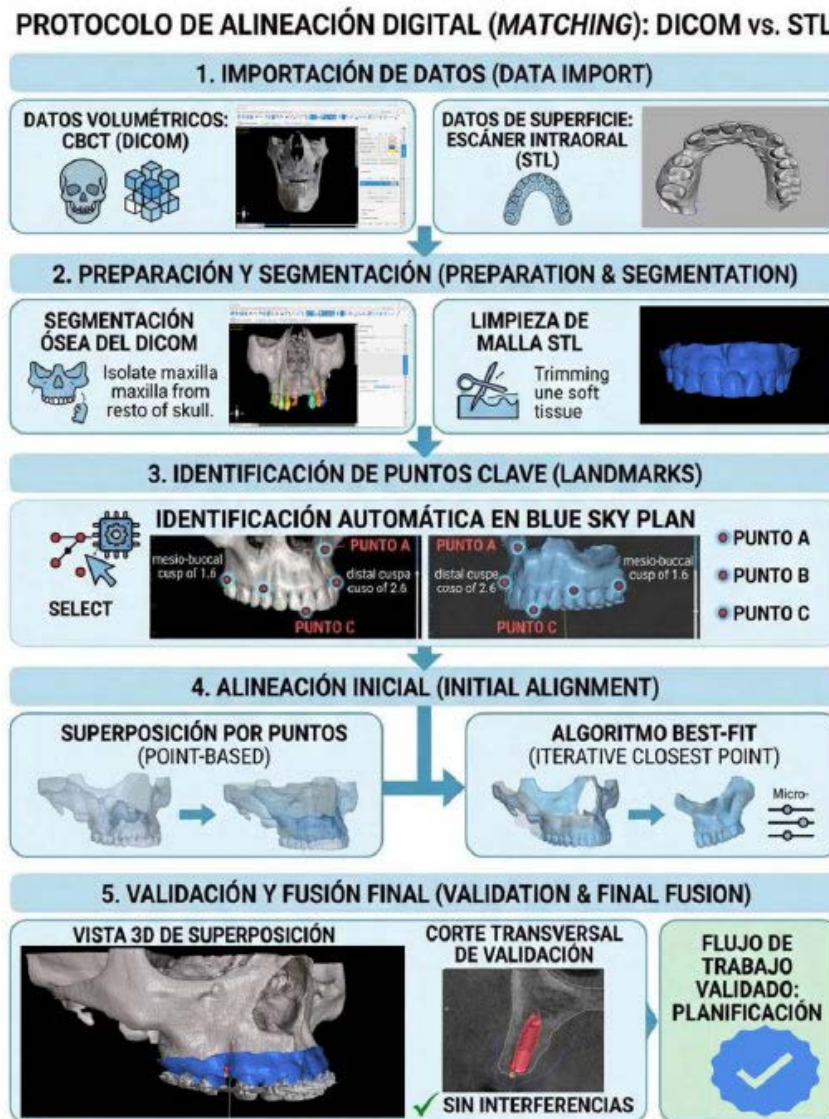 PROTOCOLO DE ALINEACIÓN DIGITAL (MATCHING): DICOM vs. STL
1. IMPORTACIÓN DE DATOS (DATA IMPORT)
DATOS VOLUMÉTRICOS:
CBCT (DICOM)
DATOS DE SUPERFICIE:
ESCÁNER INTRAORAL
(STL)
2. PREPARACIÓN Y SEGMENTACIÓN (PREPARATION & SEGMENTATION)
SEGMENTACIÓN
ÓSEA DEL DICOM
Isolate maxilla
maxilla from
resto of skull.
LIMPIEZA DE
MALLA STL
Trimming
une soft
tissue
3. IDENTIFICACIÓN DE PUNTOS CLAVE (LANDMARKS)
SELECT
IDENTIFICACIÓN AUTOMÁTICA EN BLUE SKY PLAN
mesio-buccal
cusp of 1.6
PUNTO A
distal cuspa
cuso of 2.6
PUNTO C
PUNTO A
distal cuspe
coso of 2.6
mesio-buccal
cusp of 1.6
PUNTO C
PUNTO A
PUNTO B
PUNTO C
4. ALINEACIÓN INICIAL (INITIAL ALIGNMENT)
SUPERPOSICIÓN POR PUNTOS
(POINT-BASED)
ALGORITMO BEST-FIT
(ITERATIVE CLOSEST POINT)
Micro-
5. VALIDACIÓN Y FUSIÓN FINAL (VALIDATION & FINAL FUSION)
VISTA 3D DE SUPERPOSICIÓN
CORTE TRANSVERSAL
DE VALIDACIÓN
✓ SIN INTERFERENCIAS
FLUJO DE
TRABAJO
VALIDADO:
PLANIFICACIÓN